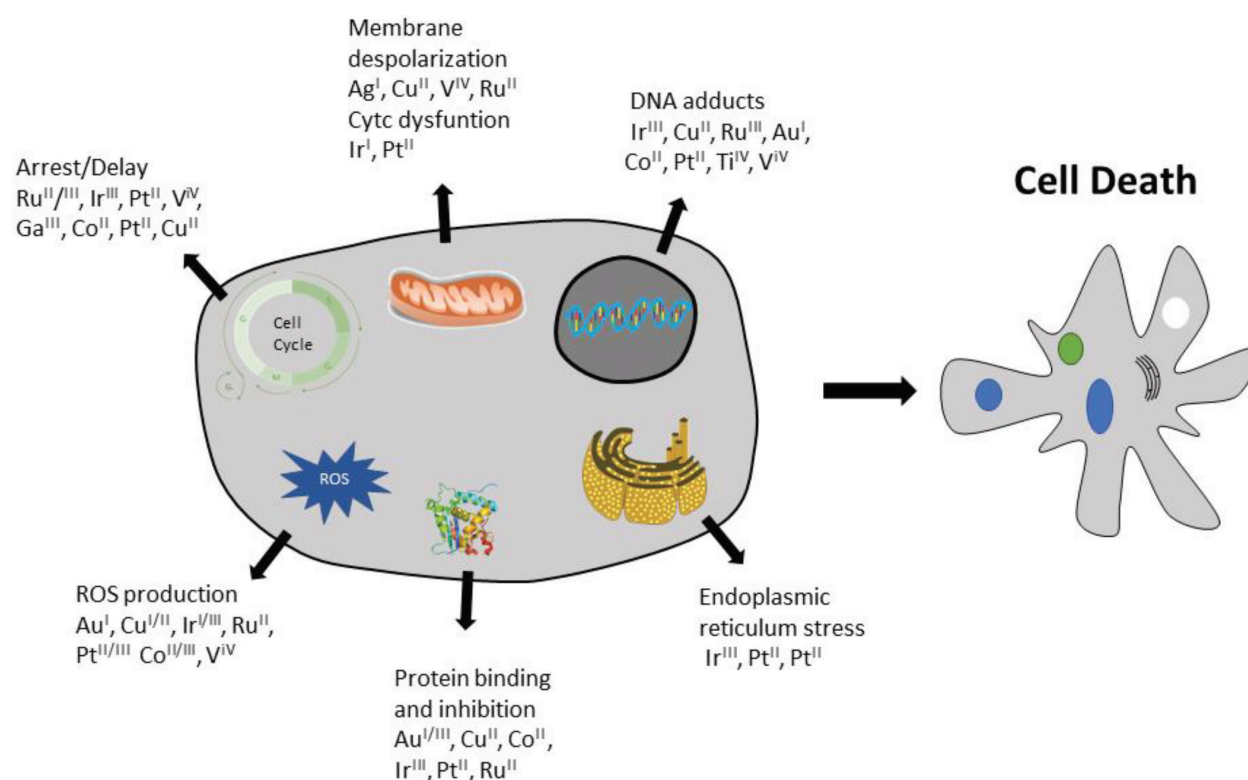 Membrane
despolarization
Ag^I, Cu^II, V^IV, Ru^II
Cytc dysfuntion
Ir^I, Pt^II
DNA adducts
Ir^III, Cu^II, Ru^III, Au^I,
Co^II, Pt^II, Ti^IV, V^iV
Arrest/Delay
Ru^II/III, Ir^III, Pt^II, V^iV,
Ga^III, Co^II, Pt^II, Cu^II
Cell Death
Cell
Cycle
G
S
G
M
G
ROS
ROS production
Au^I, Cu^I/II, Ir^I/III, Ru^II,
Pt^II/III Co^II/III, V^iV
Endoplasmic
reticulum stress
Ir^III, Pt^II, Pt^II
Protein binding
and inhibition
Au^I/III, Cu^II, Co^II,
Ir^III, Pt^II, Ru^II